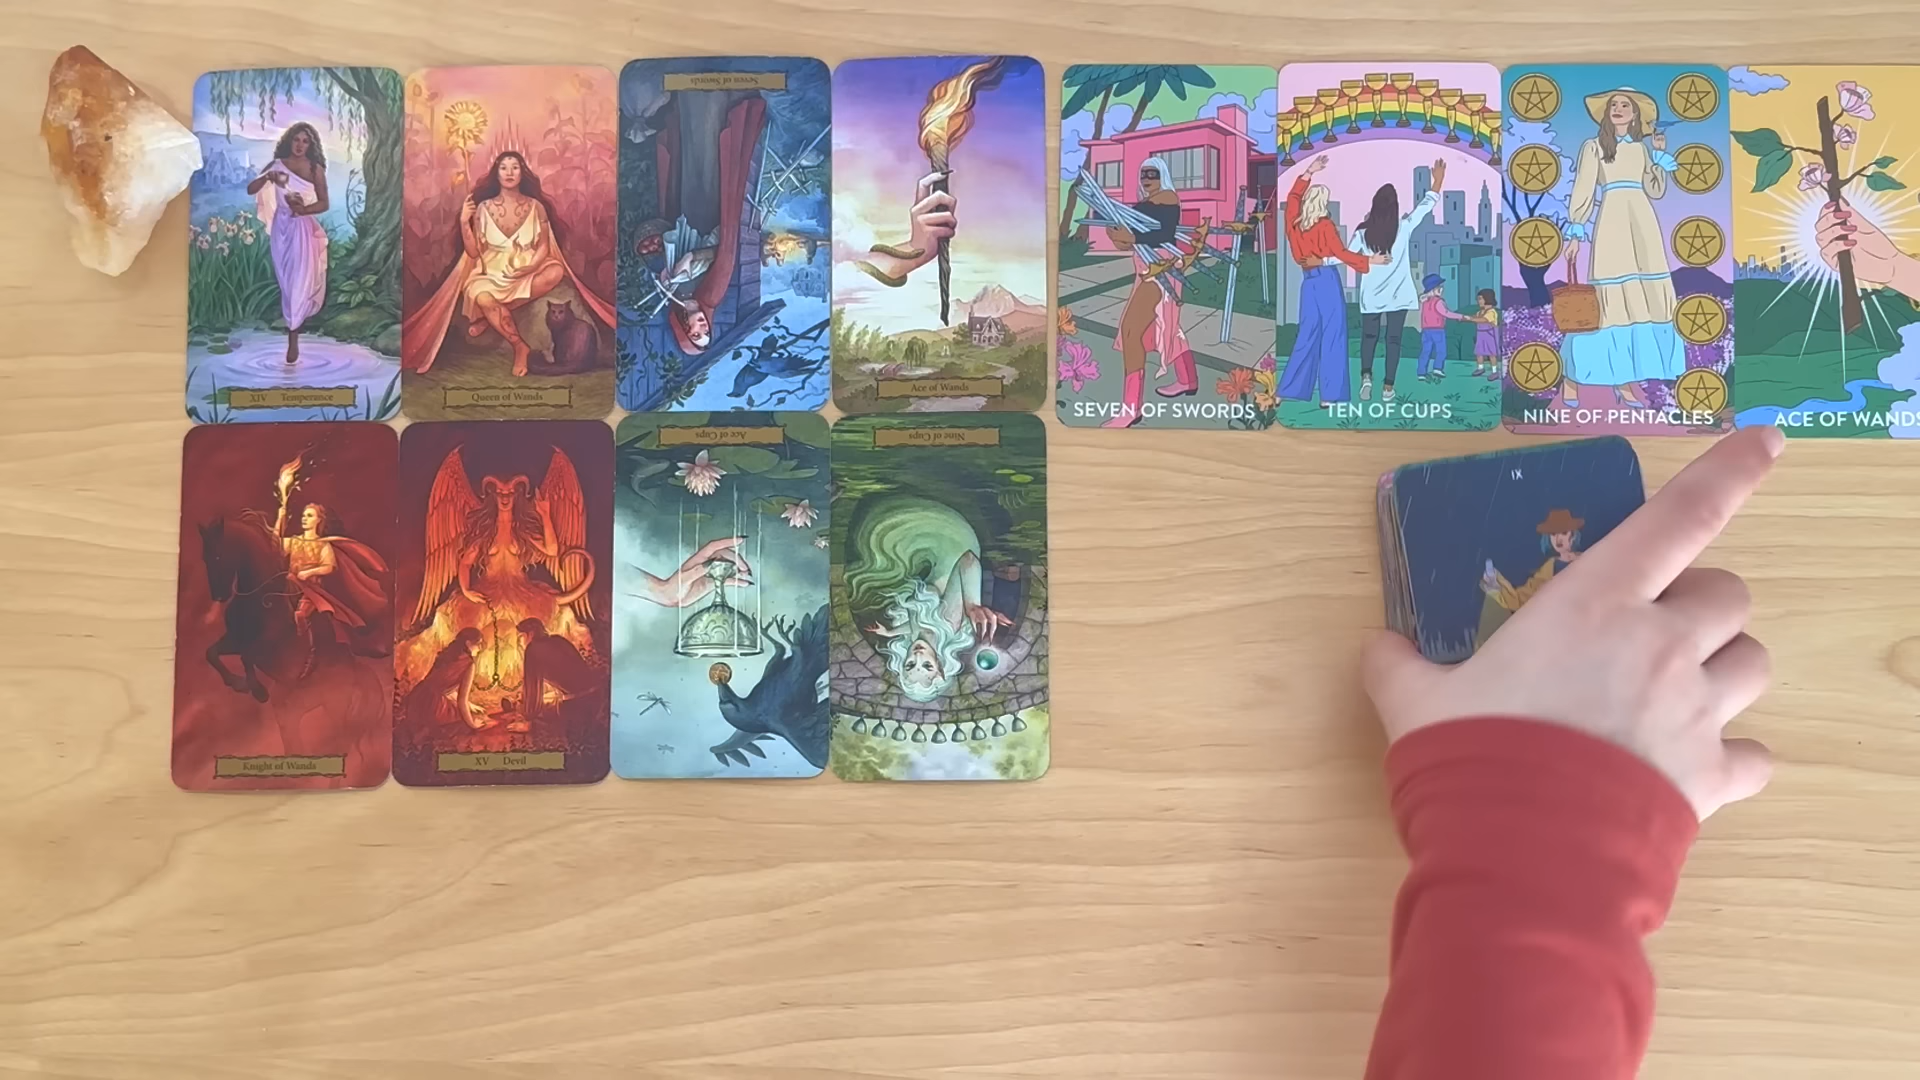 Seven of Swords
XIV Temperance
Queen of Wands
Ace of Wands
SEVEN OF SWORDS
TEN OF CUPS
NINE OF PENTACLES
ACE OF WANDS
Ace of Cups
Nine of Cups
IX
Knight of Wands
XV Devil